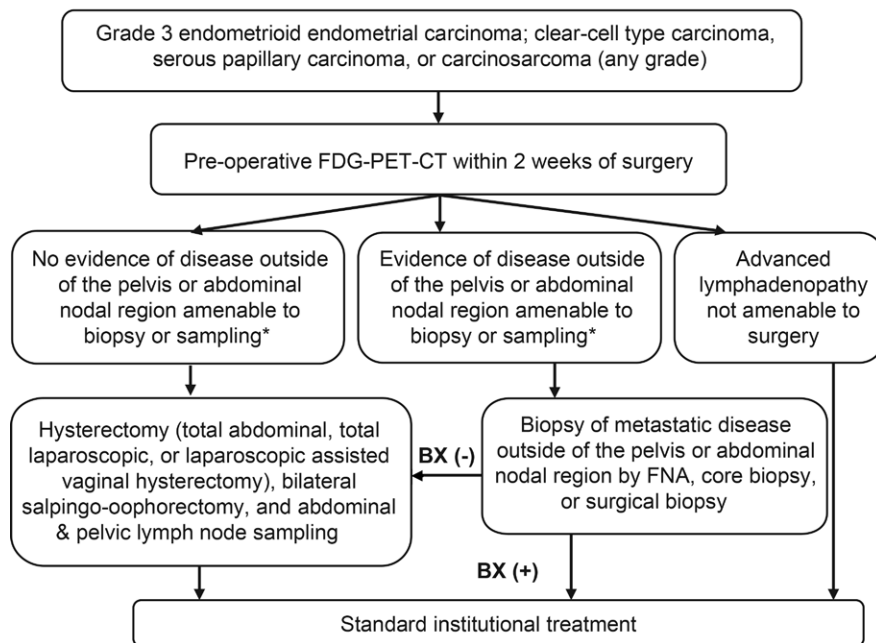 Grade 3 endometrioid endometrial carcinoma; clear-cell type carcinoma,
serous papillary carcinoma, or carcinosarcoma (any grade)
Pre-operative FDG-PET-CT within 2 weeks of surgery
No evidence of disease outside
of the pelvis or abdominal
nodal region amenable to
biopsy or sampling*
Evidence of disease outside
of the pelvis or abdominal
nodal region amenable to
biopsy or sampling*
Advanced
lymphadenopathy
not amenable to
surgery
Hysterectomy (total abdominal, total
laparoscopic, or laparoscopic assisted
vaginal hysterectomy), bilateral
salpingo-oophorectomy, and abdominal
& pelvic lymph node sampling
BX (-)
Biopsy of metastatic disease
outside of the pelvis or abdominal
nodal region by FNA, core biopsy,
or surgical biopsy
BX (+)
Standard institutional treatment